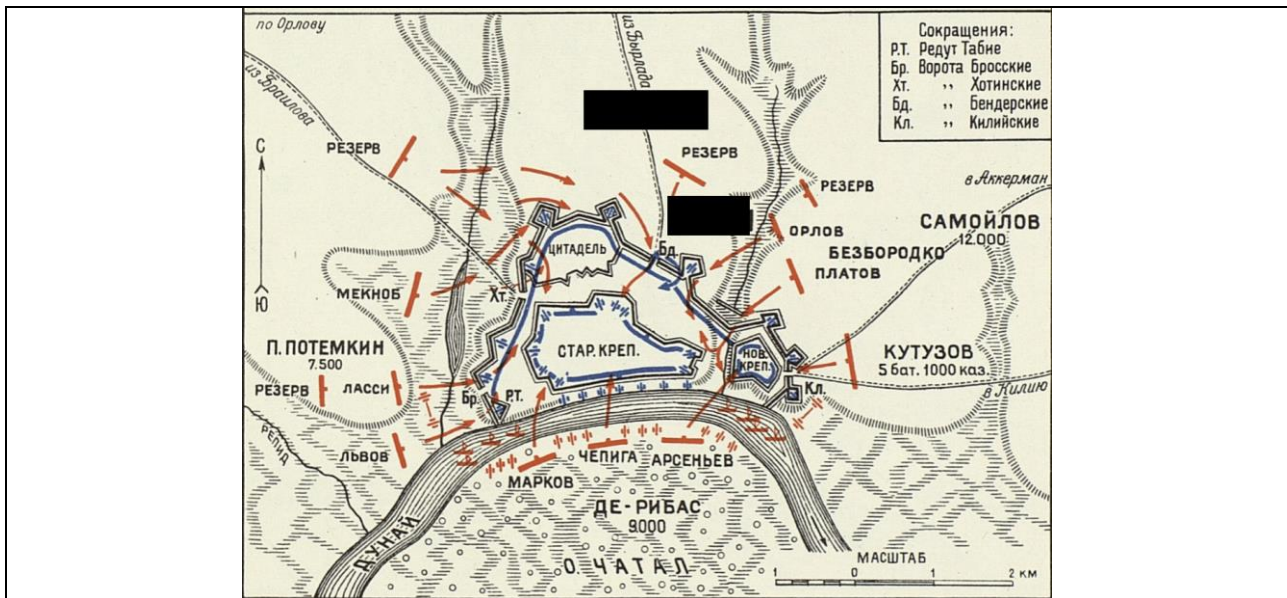 по Орлову
из Браилова
из Бырлада
Сокращения:
Р.Т. Редут Табие
Бр. Ворота Бросские
Хт. ,, Хотинские
Бд. ,, Бендерские
Кл. ,, Килийские
С
Ю
РЕЗЕРВ
РЕЗЕРВ
РЕЗЕРВ
в Аккерман
САМОЙЛОВ
12.000
ОРЛОВ
БЕЗБОРОДКО
ПЛАТОВ
ЦИТАДЕЛЬ
Бд.
Хт.
МЕКНОБ
П. ПОТЕМКИН
7.500
РЕЗЕРВ
ЛАССИ
СТАР. КРЕП.
НОВ.
КРЕП.
КУТУЗОВ
5 бат. 1000 каз.
в Килию
Кл.
Бр.
Р.Т.
РЕПИД
ЛЬВОВ
ЧЕПИГА
АРСЕНЬЕВ
МАРКОВ
ДЕ-РИБАС
9.000
ДУНАЙ
О. ЧАТАЛ
МАСШТАБ
1 0 1 2 км